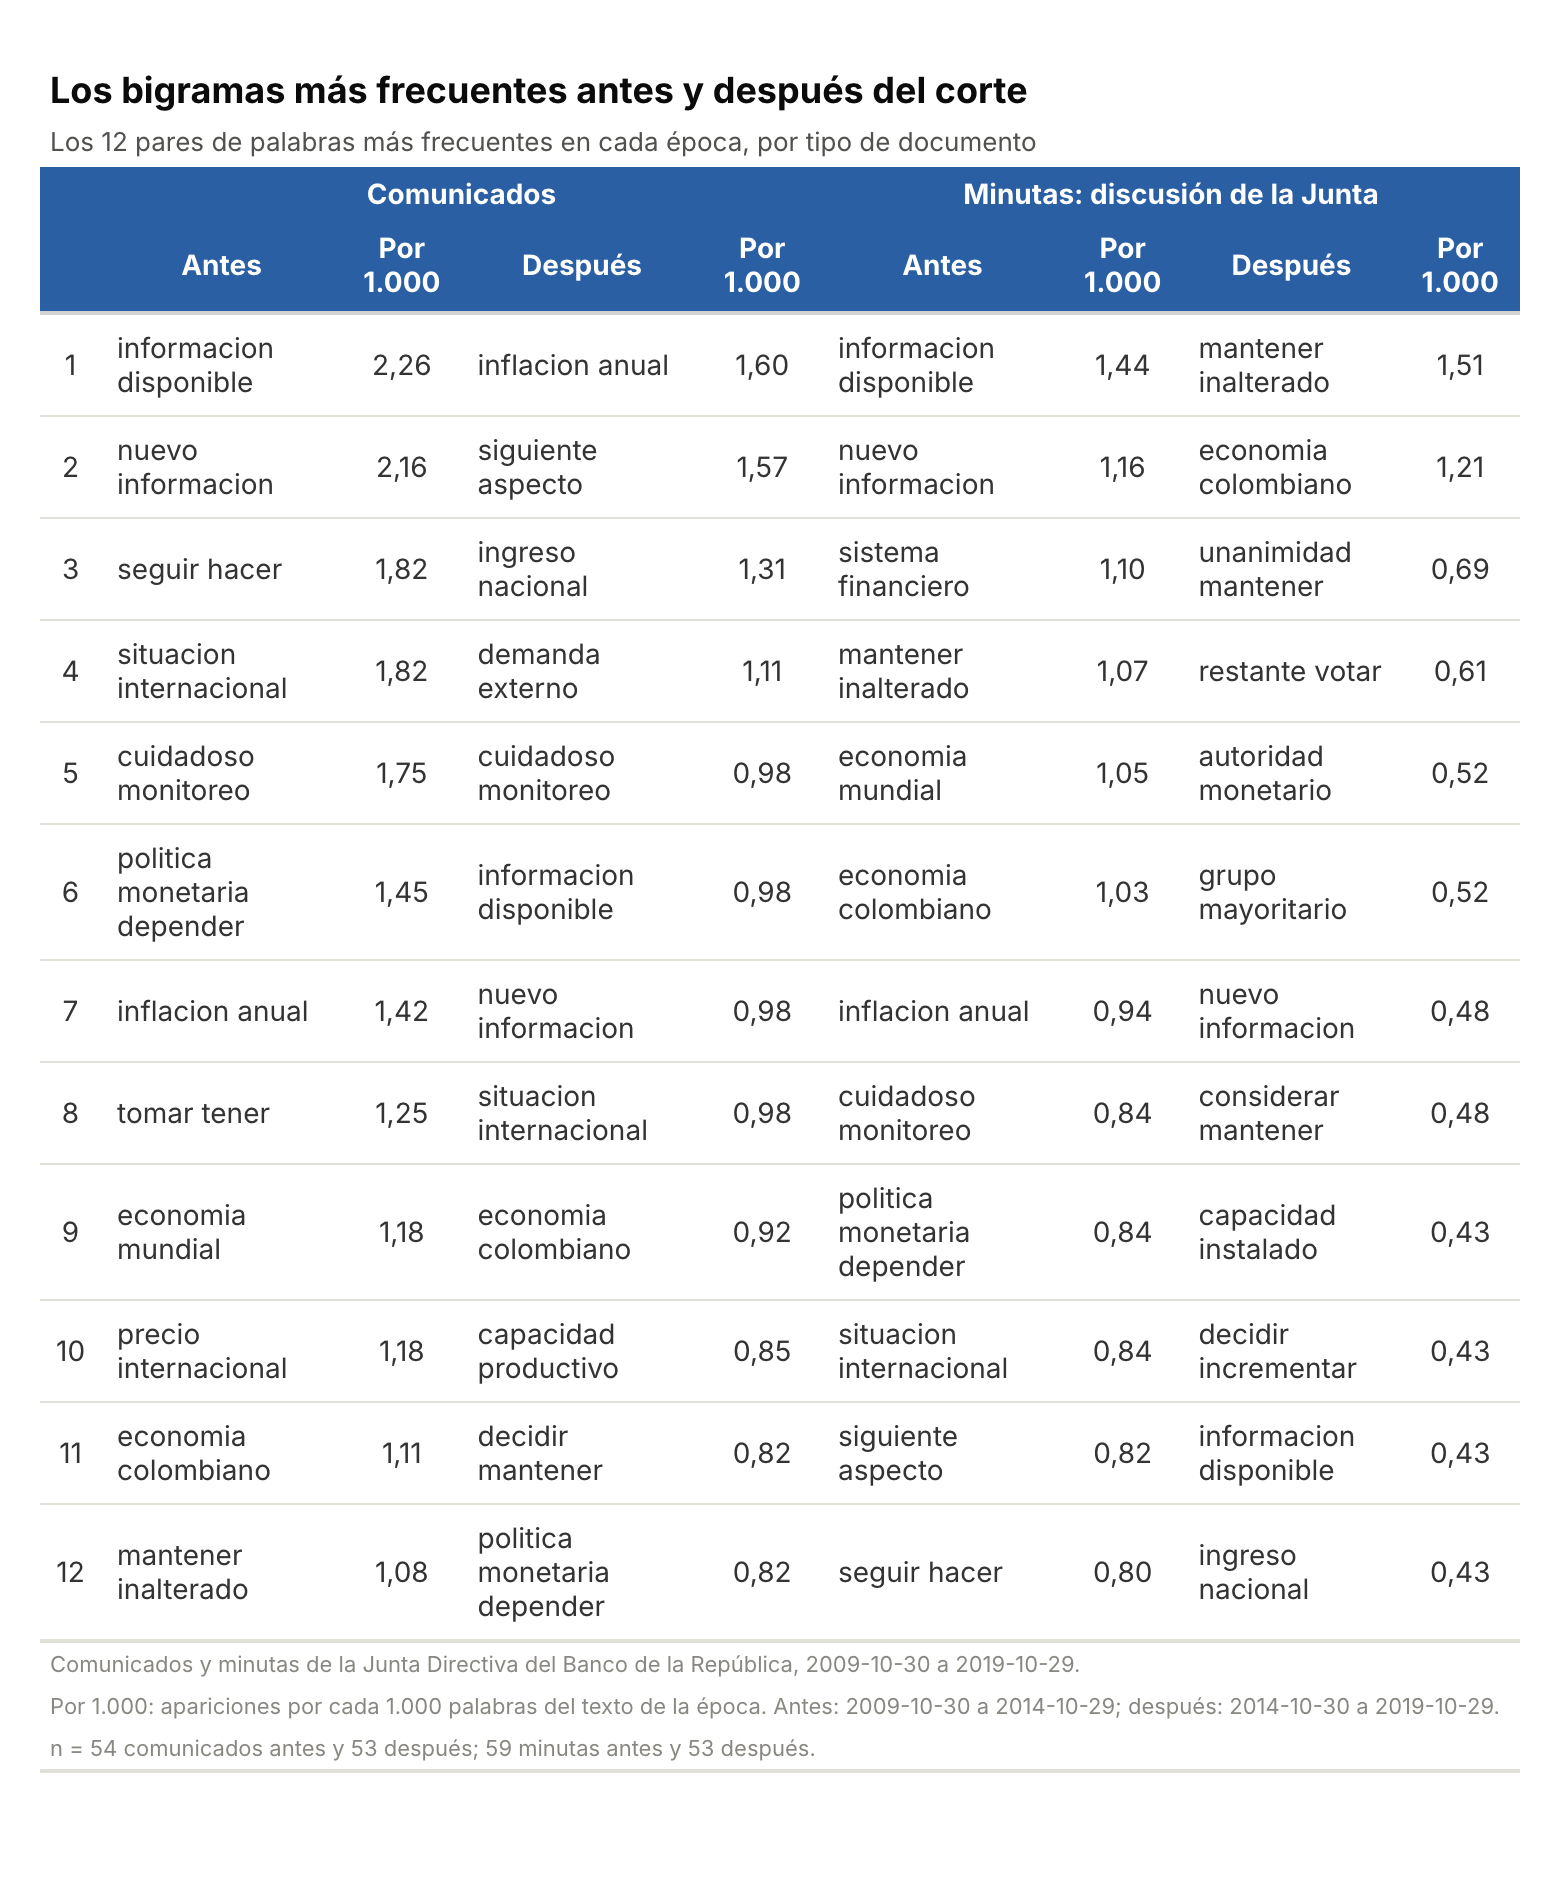 Los bigramas más frecuentes antes y después del corte
Los 12 pares de palabras más frecuentes en cada época, por tipo de documento
Comunicados Minutas: discusión de la Junta
Antes Por 1.000 Después Por 1.000 Antes Por 1.000 Después Por 1.000
1 informacion disponible 2,26 inflacion anual 1,60 informacion disponible 1,44 mantener inalterado 1,51
2 nuevo informacion 2,16 siguiente aspecto 1,57 nuevo informacion 1,16 economia colombiano 1,21
3 seguir hacer 1,82 ingreso nacional 1,31 sistema financiero 1,10 unanimidad mantener 0,69
4 situacion internacional 1,82 demanda externo 1,11 mantener inalterado 1,07 restante votar 0,61
5 cuidadoso monitoreo 1,75 cuidadoso monitoreo 0,98 economia mundial 1,05 autoridad monetario 0,52
6 politica monetaria depender 1,45 informacion disponible 0,98 economia colombiano 1,03 grupo mayoritario 0,52
7 inflacion anual 1,42 nuevo informacion 0,98 inflacion anual 0,94 nuevo informacion 0,48
8 tomar tener 1,25 situacion internacional 0,98 cuidadoso monitoreo 0,84 considerar mantener 0,48
9 economia mundial 1,18 economia colombiano 0,92 politica monetaria depender 0,84 capacidad instalado 0,43
10 precio internacional 1,18 capacidad productivo 0,85 situacion internacional 0,84 decidir incrementar 0,43
11 economia colombiano 1,11 decidir mantener 0,82 siguiente aspecto 0,82 informacion disponible 0,43
12 mantener inalterado 1,08 politica monetaria depender 0,82 seguir hacer 0,80 ingreso nacional 0,43
Comunicados y minutas de la Junta Directiva del Banco de la República, 2009-10-30 a 2019-10-29.
Por 1.000: apariciones por cada 1.000 palabras del texto de la época. Antes: 2009-10-30 a 2014-10-29; después: 2014-10-30 a 2019-10-29.
n = 54 comunicados antes y 53 después; 59 minutas antes y 53 después.